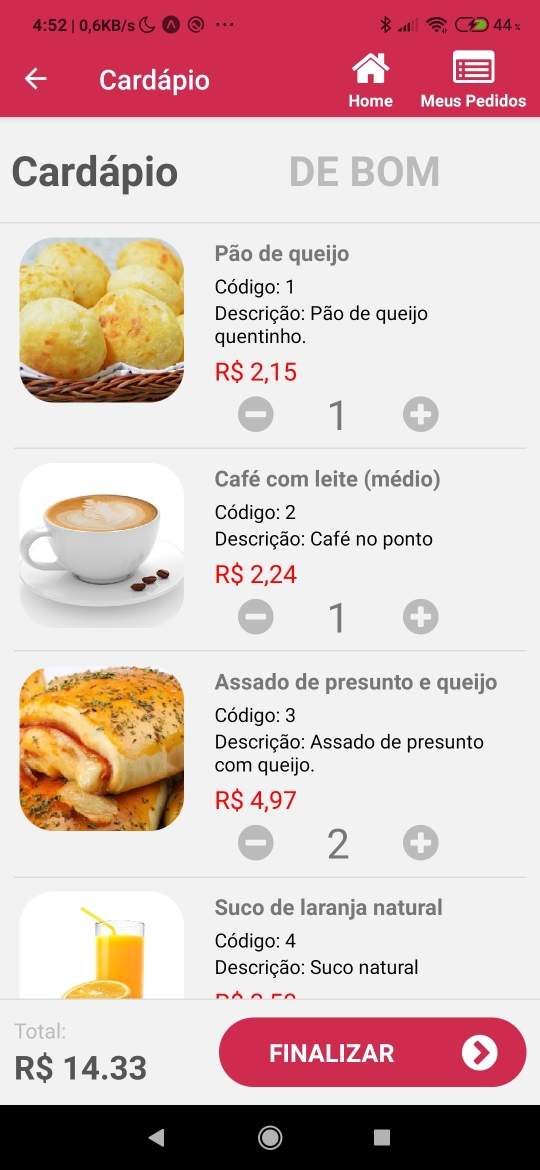 4:52 | 0,6KB/s ... 44%
Cardápio
Home
Meus Pedidos
Cardápio
DE BOM
Pão de queijo
Código: 1
Descrição: Pão de queijo
quentinho.
R$ 2,15
1
Café com leite (médio)
Código: 2
Descrição: Café no ponto
R$ 2,24
1
Assado de presunto e queijo
Código: 3
Descrição: Assado de presunto
com queijo.
R$ 4,97
2
Suco de laranja natural
Código: 4
Descrição: Suco natural
Total:
R$ 14.33
FINALIZAR